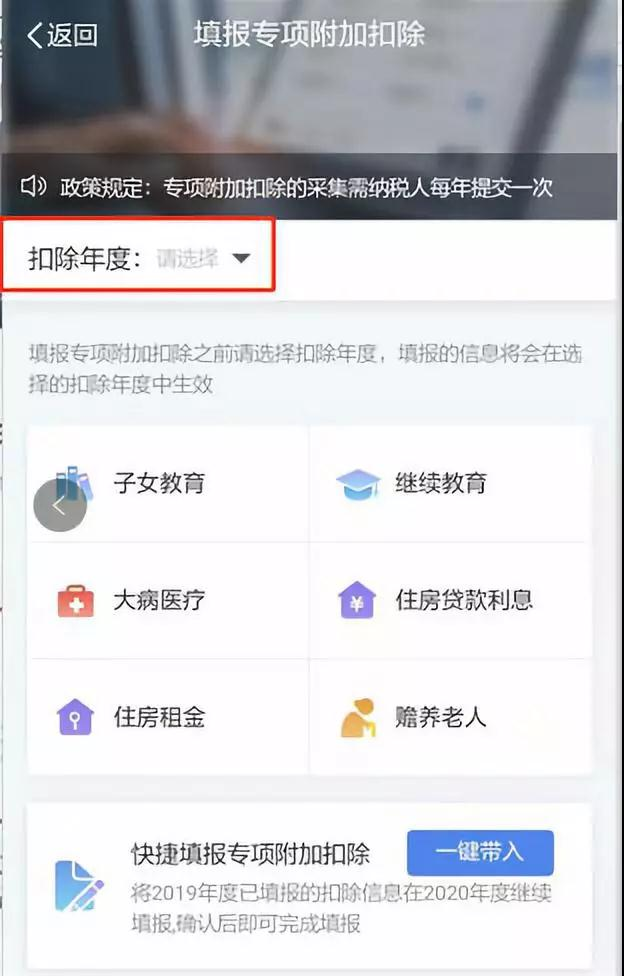 返回 填报专项附加扣除
政策规定：专项附加扣除的采集需纳税人每年提交一次
扣除年度：请选择
填报专项附加扣除之前请选择扣除年度，填报的信息将会在选
择的扣除年度中生效
子女教育 继续教育
大病医疗 住房贷款利息
住房租金 赡养老人
快捷填报专项附加扣除 一键带入
将2019年度已填报的扣除信息在2020年度继续
填报,确认后即可完成填报